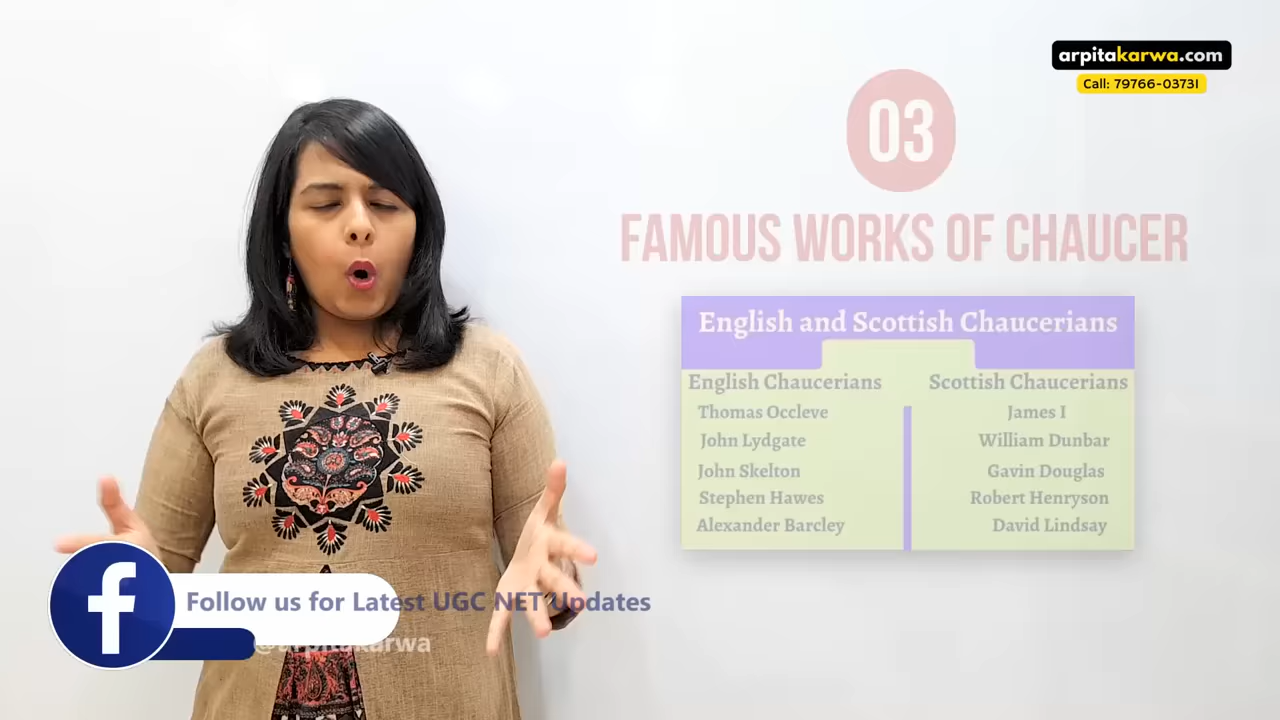 arpitakarwa.com
Call: 79766-03731
03
FAMOUS WORKS OF CHAUCER
English and Scottish Chaucerians
English Chaucerians
Scottish Chaucerians
Thomas Occleve
James I
John Lydgate
William Dunbar
John Skelton
Gavin Douglas
Stephen Hawes
Robert Henryson
Alexander Barcley
David Lindsay
f
Follow us for Latest UGC NET Updates
@arpitakarwa